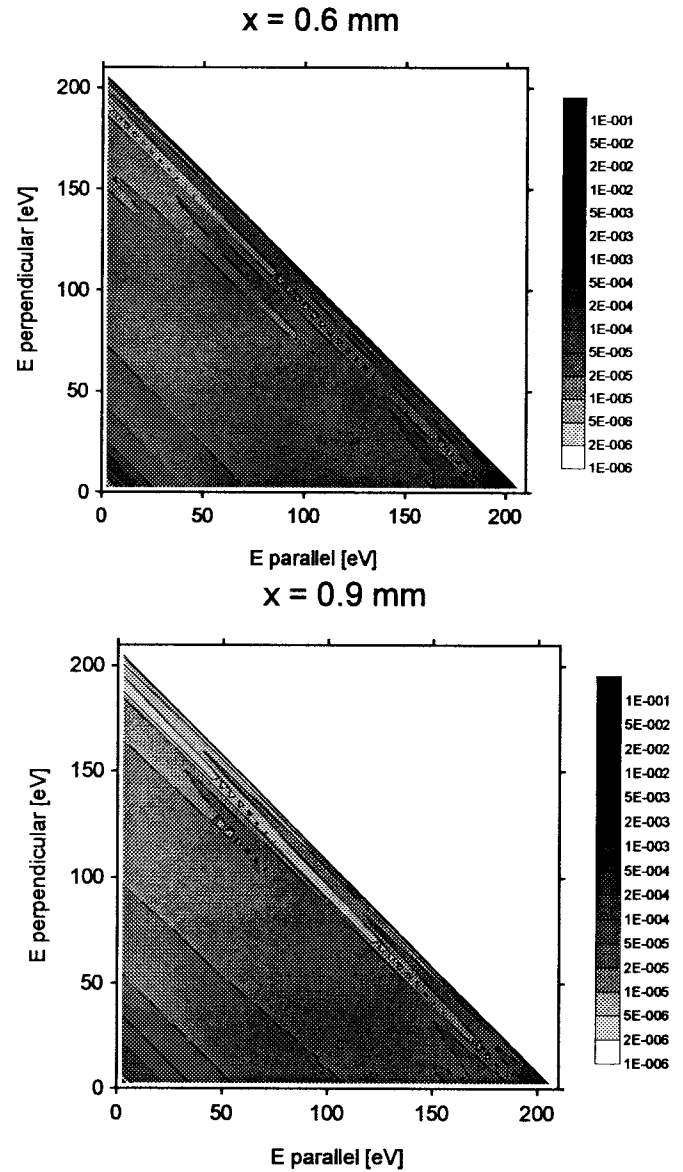 x = 0.6 mm
E perpendicular [eV]
200
150
100
50
0
0 50 100 150 200
E parallel [eV]
1E-001
5E-002
2E-002
1E-002
5E-003
2E-003
1E-003
5E-004
2E-004
1E-004
5E-005
2E-005
1E-005
5E-006
2E-006
1E-006
x = 0.9 mm
E perpendicular [eV]
200
150
100
50
0
0 50 100 150 200
E parallel [eV]
1E-001
5E-002
2E-002
1E-002
5E-003
2E-003
1E-003
5E-004
2E-004
1E-004
5E-005
2E-005
1E-005
5E-006
2E-006
1E-006